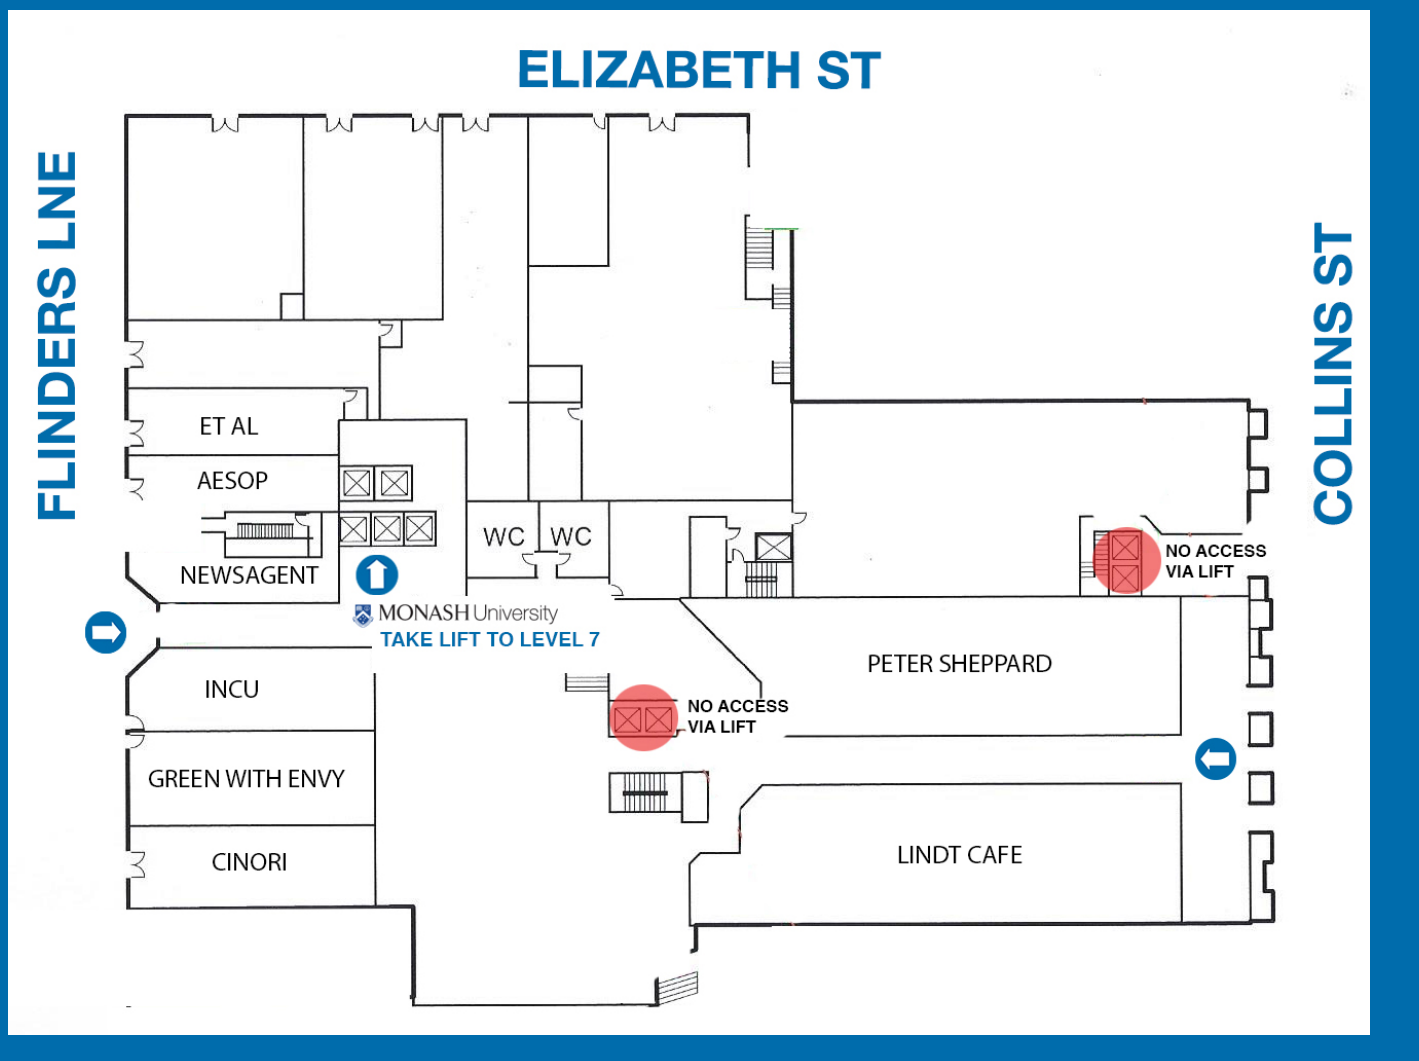 ELIZABETH ST
FLINDERS LNE
COLLINS ST
ET AL
AESOP
WC
WC
NEWSAGENT
NO ACCESS
VIA LIFT
MONASH University
TAKE LIFT TO LEVEL 7
PETER SHEPPARD
INCU
NO ACCESS
VIA LIFT
GREEN WITH ENVY
CINORI
LINDT CAFE